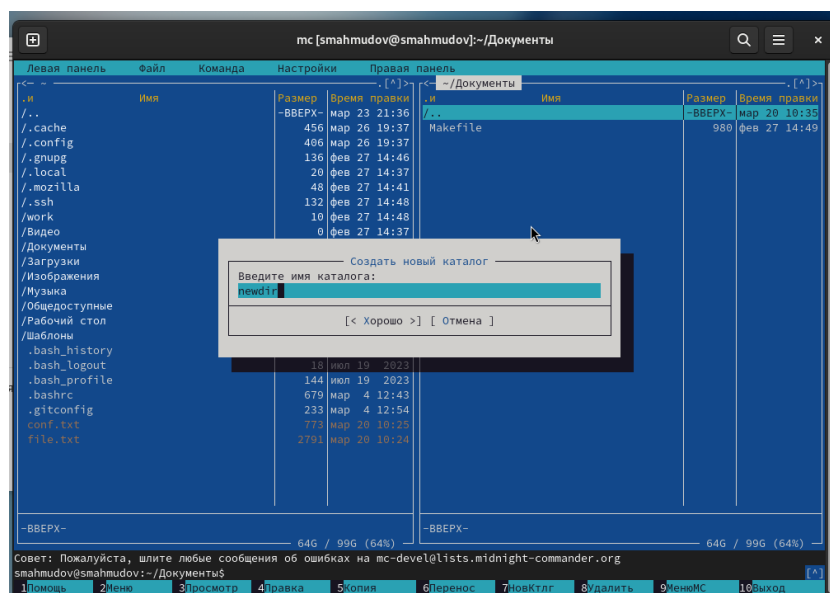 mc [smahmudov@smahmudov]:~/Документы
Левая панель Файл Команда Настройки Правая панель
<— ~ .[^]> <— ~/Документы .[^]>
.и Имя Размер Время правки .и Имя Размер Время правки
/.. -ВВЕРХ- мар 23 21:36 /.. -ВВЕРХ- мар 20 10:35
/.cache 456 мар 26 19:37 Makefile 980 фев 27 14:49
/.config 406 мар 26 19:37
/.gnupg 136 фев 27 14:46
/.local 20 фев 27 14:37
/.mozilla 48 фев 27 14:41
/.ssh 132 фев 27 14:48
/work 10 фев 27 14:48
/Видео 0 фев 27 14:37
/Документы
/Загрузки
/Изображения
/Музыка
/Общедоступные
/Рабочий стол
/Шаблоны
.bash_history
.bash_logout 18 июл 19 2023
.bash_profile 144 июл 19 2023
.bashrc 679 мар 4 12:43
.gitconfig 233 мар 4 12:54
conf.txt 773 мар 20 10:25
file.txt 2791 мар 20 10:24
Создать новый каталог
Введите имя каталога:
newdir
[< Хорошо >] [ Отмена ]
-ВВЕРХ- -ВВЕРХ-
64G / 99G (64%) 64G / 99G (64%)
Совет: Пожалуйста, шлите любые сообщения об ошибках на mc-devel@lists.midnight-commander.org
smahmudov@smahmudov:~/Документы$ [^]
1Помощь 2Меню 3Просмотр 4Правка 5Копия 6Перенос 7НовКтлг 8Удалить 9МенюMC 10Выход